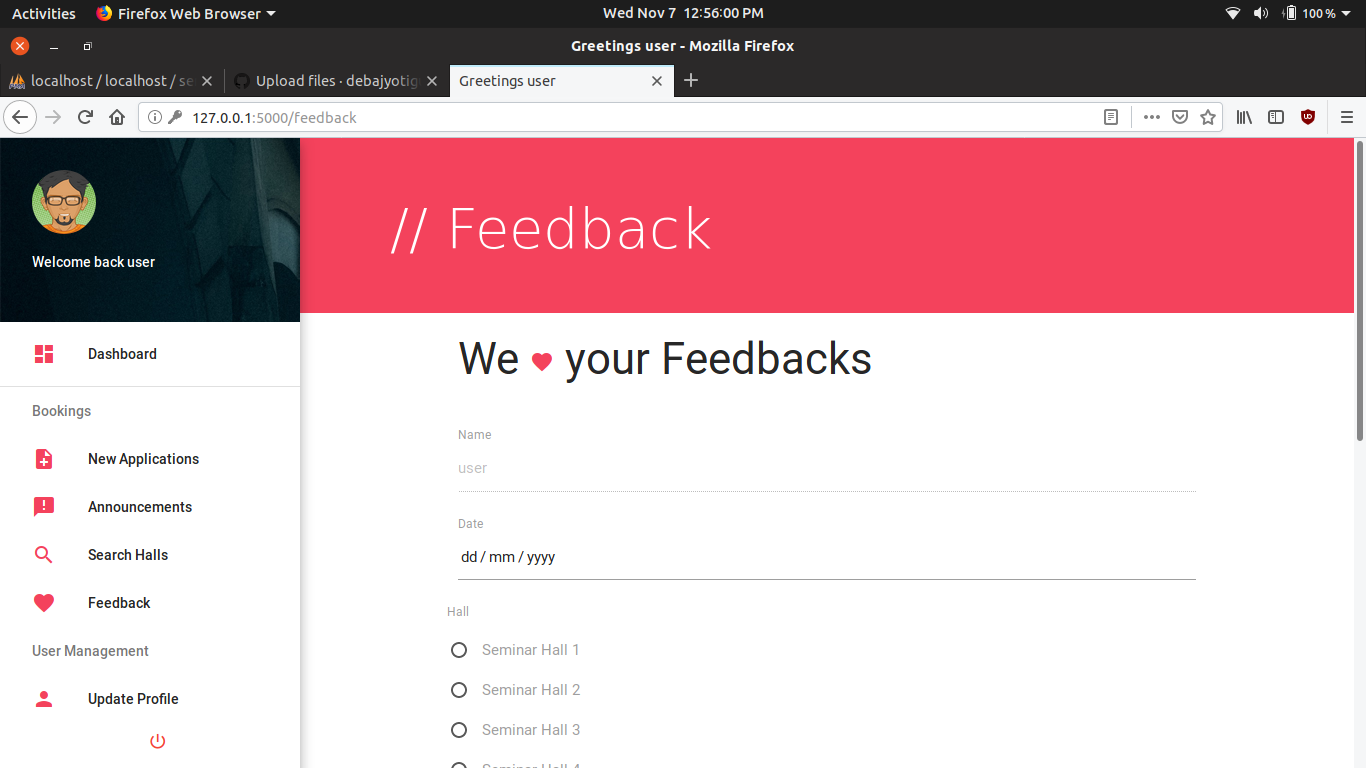 Activities Firefox Web Browser Wed Nov 7 12:56:00 PM 100 %
Greetings user - Mozilla Firefox
localhost / localhost / se Upload files · debajyotig Greetings user
127.0.0.1:5000/feedback
// Feedback
Welcome back user
Dashboard
Bookings
New Applications
Announcements
Search Halls
Feedback
User Management
Update Profile
We your Feedbacks
Name
user
Date
dd / mm / yyyy
Hall
Seminar Hall 1
Seminar Hall 2
Seminar Hall 3
Seminar Hall 4